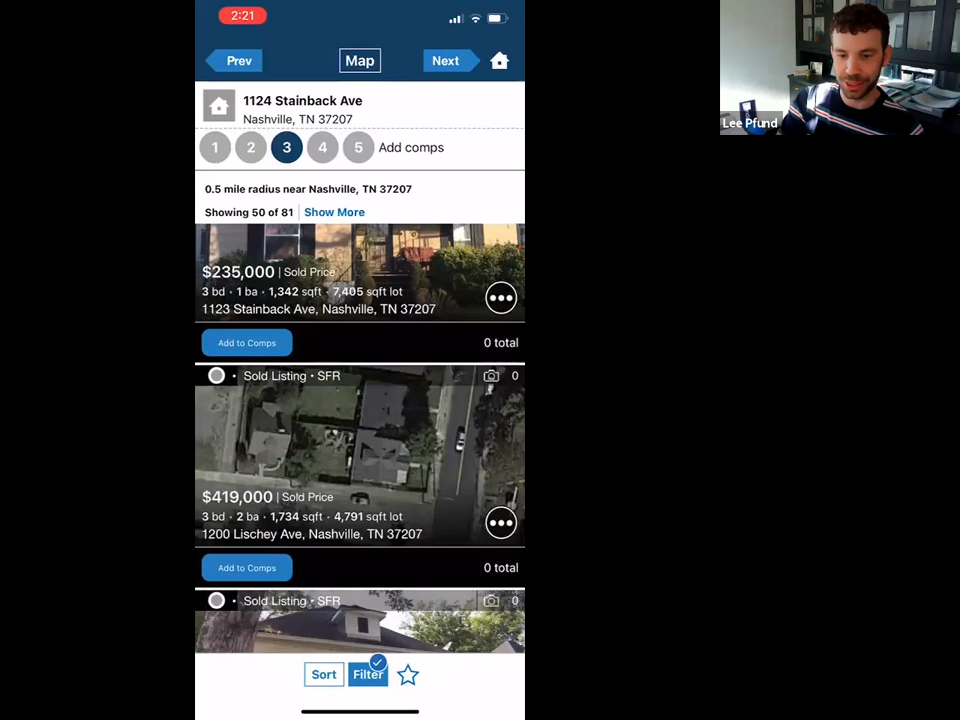 2:21
Prev
Map
Next
1124 Stainback Ave
Nashville, TN 37207
1 2 3 4 5 Add comps
0.5 mile radius near Nashville, TN 37207
Showing 50 of 81 | Show More
$235,000 | Sold Price
3 bd · 1 ba · 1,342 sqft · 7,405 sqft lot
1123 Stainback Ave, Nashville, TN 37207
Add to Comps
0 total
• Sold Listing • SFR
0
$419,000 | Sold Price
3 bd · 2 ba · 1,734 sqft · 4,791 sqft lot
1200 Lischey Ave, Nashville, TN 37207
Add to Comps
0 total
• Sold Listing • SFR
0
Sort
Filter
Lee Pfund